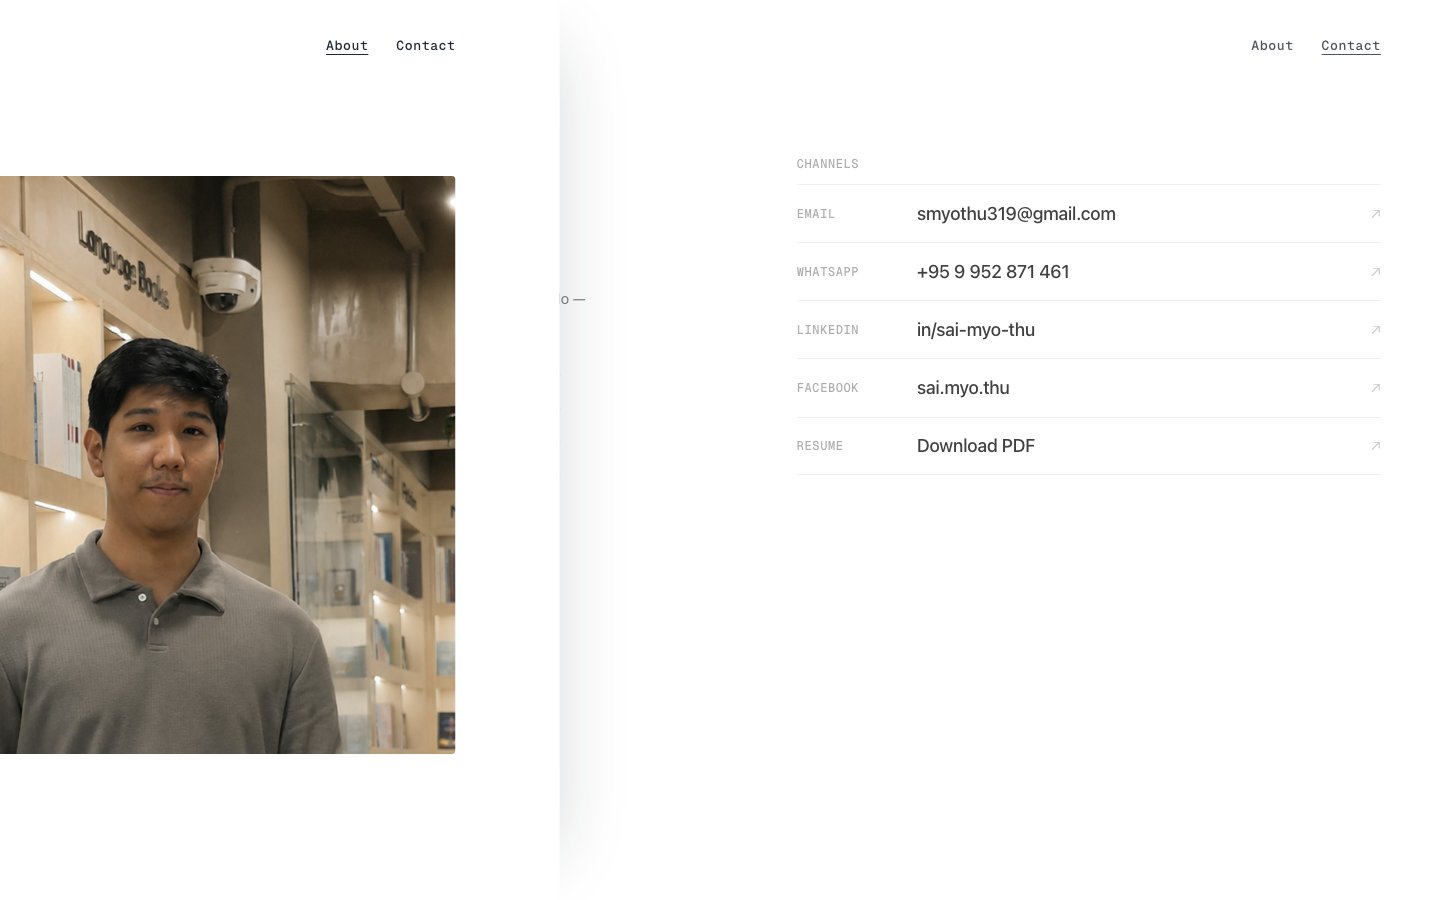 About Contact
Language Books
lo —
About Contact
CHANNELS
EMAIL smyothu319@gmail.com ↗
WHATSAPP +95 9 952 871 461 ↗
LINKEDIN in/sai-myo-thu ↗
FACEBOOK sai.myo.thu ↗
RESUME Download PDF ↗